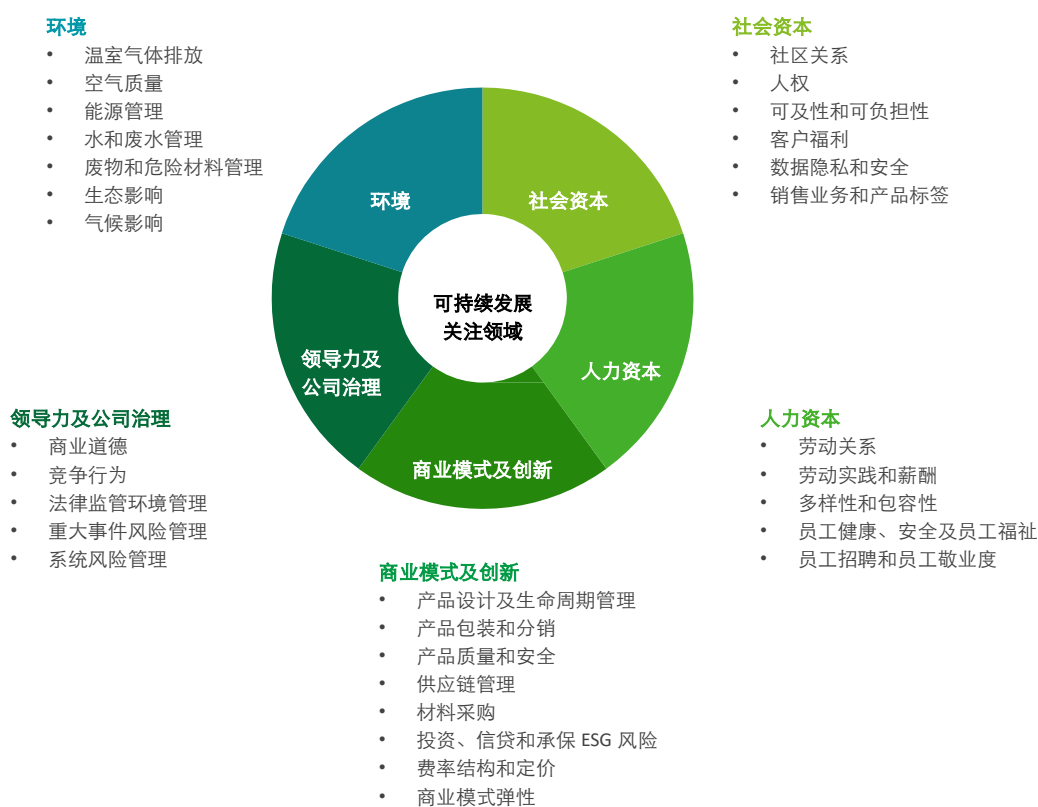 环境
• 温室气体排放
• 空气质量
• 能源管理
• 水和废水管理
• 废物和危险材料管理
• 生态影响
• 气候影响
社会资本
• 社区关系
• 人权
• 可及性和可负担性
• 客户福利
• 数据隐私和安全
• 销售业务和产品标签
环境
社会资本
可持续发展
关注领域
领导力及
公司治理
人力资本
商业模式及创新
领导力及公司治理
• 商业道德
• 竞争行为
• 法律监管环境管理
• 重大事件风险管理
• 系统风险管理
人力资本
• 劳动关系
• 劳动实践和薪酬
• 多样性和包容性
• 员工健康、安全及员工福祉
• 员工招聘和员工敬业度
商业模式及创新
• 产品设计及生命周期管理
• 产品包装和分销
• 产品质量和安全
• 供应链管理
• 材料采购
• 投资、信贷和承保 ESG 风险
• 费率结构和定价
• 商业模式弹性